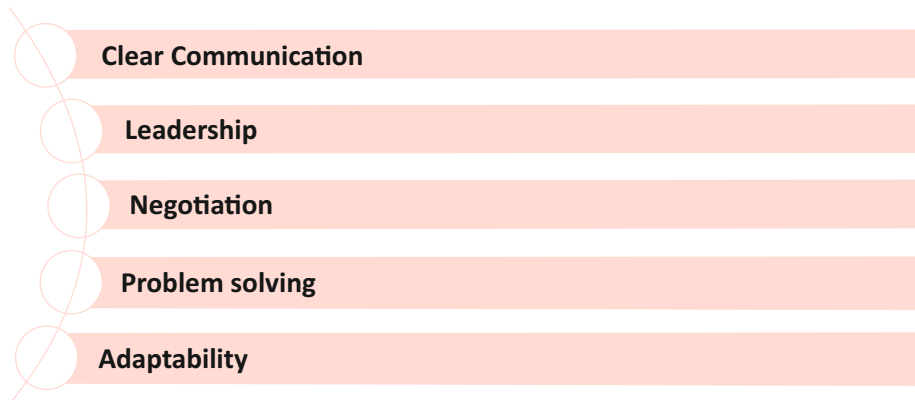 Clear Communication
Leadership
Negotiation
Problem solving
Adaptability